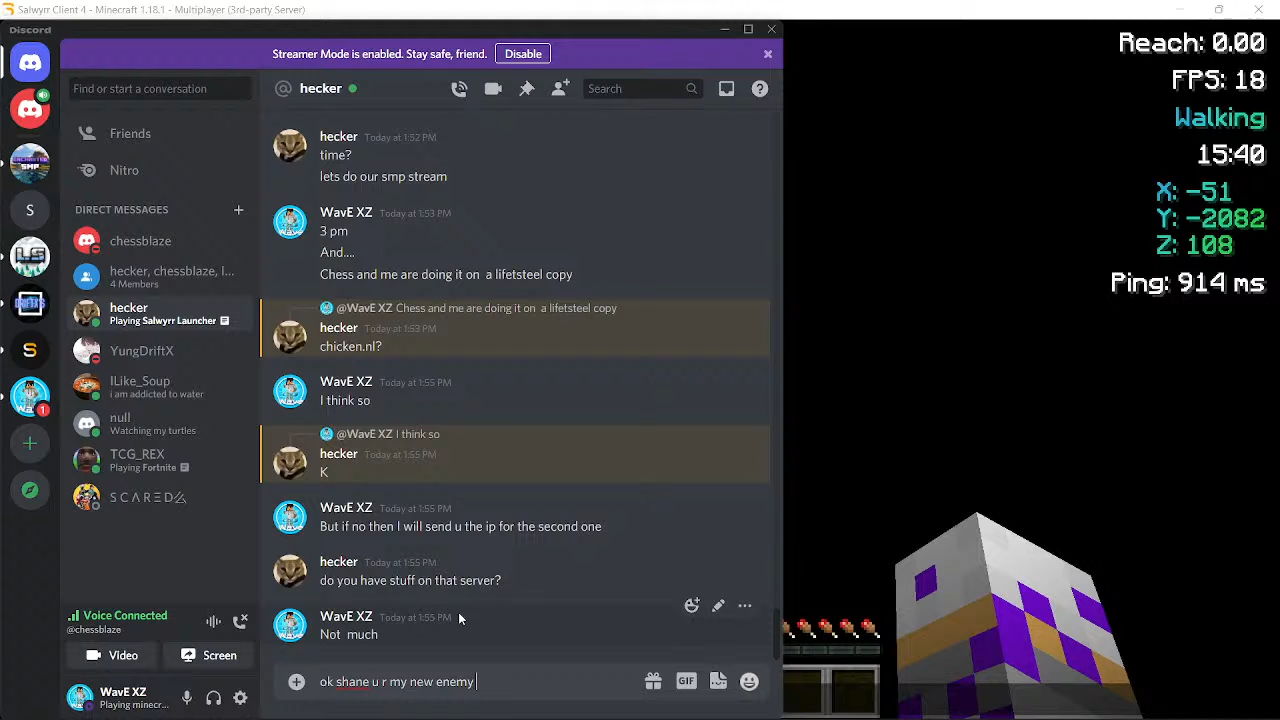 Salwyrr Client 4 - Minecraft 1.18.1 - Multiplayer (3rd-party Server)
Discord
Streamer Mode is enabled. Stay safe, friend.
Disable
Find or start a conversation
@ hecker
Search
Friends
Nitro
DIRECT MESSAGES
chessblaze
hecker, chessblaze, l...
4 Members
hecker
Playing Salwyrr Launcher
YungDriftX
ILike_Soup
i am addicted to water
null
Watching my turtles
TCG_REX
Playing Fortnite
S C A R E D
Voice Connected
@chessblaze
Video
Screen
WavE XZ
Playing minecr...
S
S
1
hecker Today at 1:52 PM
time?
lets do our smp stream
WavE XZ Today at 1:53 PM
3 pm
And....
Chess and me are doing it on a lifetsteel copy
@WavE XZ Chess and me are doing it on a lifetsteel copy
hecker Today at 1:53 PM
chicken.nl?
WavE XZ Today at 1:55 PM
I think so
@WavE XZ I think so
hecker Today at 1:55 PM
K
WavE XZ Today at 1:55 PM
But if no then I will send u the ip for the second one
hecker Today at 1:55 PM
do you have stuff on that server?
WavE XZ Today at 1:55 PM
Not much
ok shane u r my new enemy
GIF
Reach: 0.00
FPS: 18
Walking
15:40
X: -51
Y: -2082
Z: 108
Ping: 914 ms